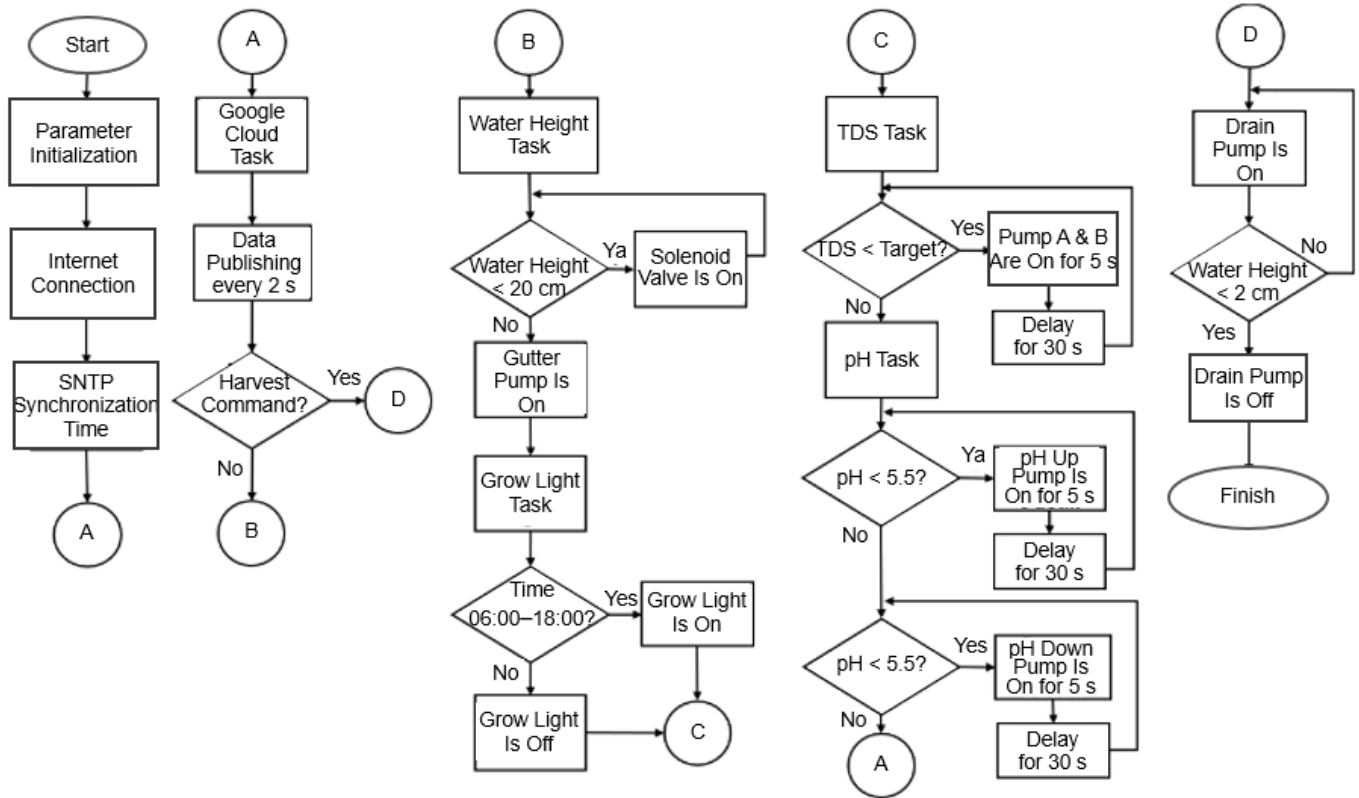 Start
Parameter
Initialization
Internet
Connection
SNTP
Synchronization
Time
A
A
Google
Cloud
Task
Data
Publishing
every 2 s
Harvest
Command?
Yes
D
No
B
B
Water Height
Task
Water Height
< 20 cm
Ya
Solenoid
Valve Is On
No
Gutter
Pump Is
On
Grow Light
Task
Time
06:00–18:00?
Yes
Grow Light
Is On
No
Grow Light
Is Off
C
C
TDS Task
TDS < Target?
Yes
Pump A & B
Are On for 5 s
Delay
for 30 s
No
pH Task
pH < 5.5?
Ya
pH Up
Pump Is
On for 5 s
Delay
for 30 s
No
pH < 5.5?
Yes
pH Down
Pump Is
On for 5 s
Delay
for 30 s
No
A
D
Drain
Pump Is
On
Water Height
< 2 cm
No
Yes
Drain Pump
Is Off
Finish